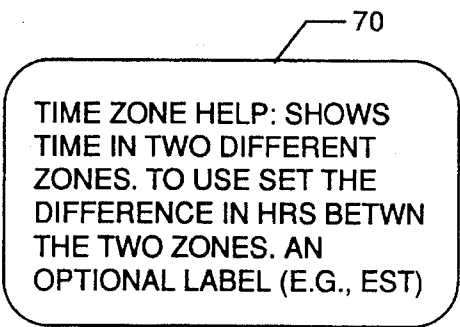 70
TIME ZONE HELP: SHOWS
TIME IN TWO DIFFERENT
ZONES. TO USE SET THE
DIFFERENCE IN HRS BETWN
THE TWO ZONES. AN
OPTIONAL LABEL (E.G., EST)